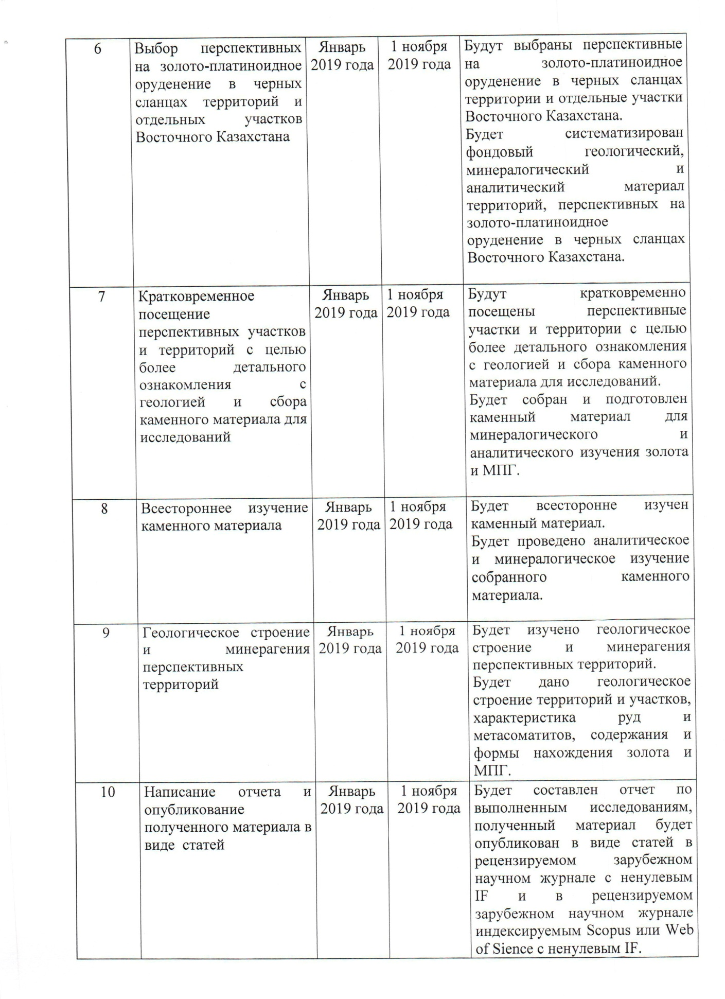 6
Выбор перспективных
на золото-платиноидное
оруденение в черных
сланцах территорий и
отдельных участков
Восточного Казахстана
Январь
2019 года
1 ноября
2019 года
Будут выбраны перспективные
на золото-платиноидное
оруденение в черных сланцах
территории и отдельные участки
Восточного Казахстана.
Будет систематизирован
фондовый геологический,
минералогический и
аналитический материал
территорий, перспективных на
золото-платиноидное
оруденение в черных сланцах
Восточного Казахстана.
7
Кратковременное
посещение
перспективных участков
и территорий с целью
более детального
ознакомления с
геологией и сбора
каменного материала для
исследований
Январь
2019 года
1 ноября
2019 года
Будут кратковременно
посещены перспективные
участки и территории с целью
более детального ознакомления
с геологией и сбора каменного
материала для исследований.
Будет собран и подготовлен
каменный материал для
минералогического и
аналитического изучения золота
и МПГ.
8
Всестороннее изучение
каменного материала
Январь
2019 года
1 ноября
2019 года
Будет всесторонне изучен
каменный материал.
Будет проведено аналитическое
и минералогическое изучение
собранного каменного
материала.
9
Геологическое строение
и минерагения
перспективных
территорий
Январь
2019 года
1 ноября
2019 года
Будет изучено геологическое
строение и минерагения
перспективных территорий.
Будет дано геологическое
строение территорий и участков,
характеристика руд и
метасоматитов, содержания и
формы нахождения золота и
МПГ.
10
Написание отчета и
опубликование
полученного материала в
виде статей
Январь
2019 года
1 ноября
2019 года
Будет составлен отчет по
выполненным исследованиям,
полученный материал будет
опубликован в виде статей в
рецензируемом зарубежном
научном журнале с ненулевым
IF и в рецензируемом
зарубежном научном журнале
индексируемым Scopus или Web
of Sience с ненулевым IF.